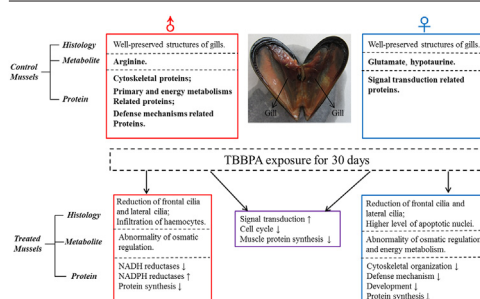 ♂
♀
Control
Mussels
Histology
Metabolite
Protein
Well-preserved structures of gills.
Arginine.
Cytoskeletal proteins;
Primary and energy metabolisms
Related proteins;
Defense mechanisms related
Proteins.
Gill
Gill
Well-preserved structures of gills.
Glutamate, hypotaurine.
Signal transduction related
proteins.
TBBPA exposure for 30 days
Treated
Mussels
Histology
Metabolite
Protein
Reduction of frontal cilia
and lateral cilia;
Infiltration of haemocytes.
Abnormality of osmatic
regulation.
NADH reductases ↓
NADPH reductases ↑
Protein synthesis ↓
Signal transduction ↑
Cell cycle ↓
Muscle protein synthesis ↓
Reduction of frontal cilia and
lateral cilia;
Higher level of apoptotic nuclei.
Abnormality of osmatic regulation
and energy metabolism.
Cytoskeletal organization ↓
Defense mechanism ↓
Development ↓
Protein synthesis ↓